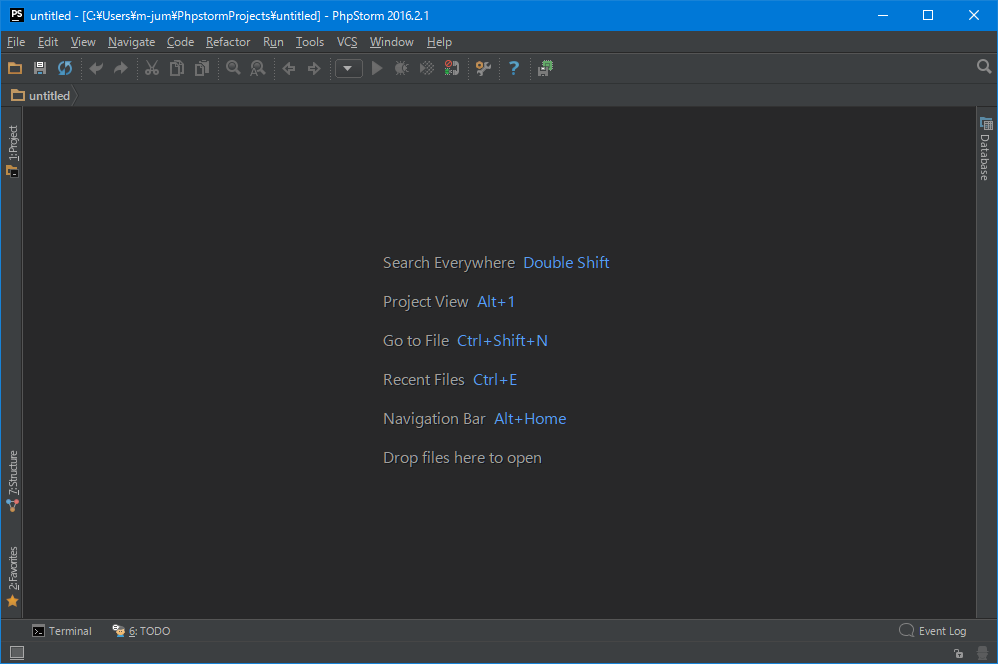 PS untitled - [C:¥Users¥m-jum¥PhpstormProjects¥untitled] - PhpStorm 2016.2.1
File Edit View Navigate Code Refactor Run Tools VCS Window Help
untitled
1:Project
Database
Search Everywhere Double Shift
Project View Alt+1
Go to File Ctrl+Shift+N
Recent Files Ctrl+E
Navigation Bar Alt+Home
Drop files here to open
7:Structure
2:Favorites
Terminal 6: TODO Event Log